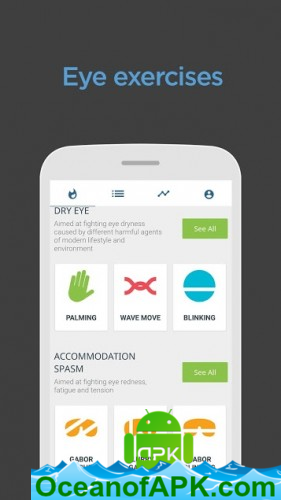 Eye exercises
DRY EYE
Aimed at fighting eye dryness
caused by different harmful agents
of modern lifestyle and
environment
See All
PALMING
WAVE MOVE
BLINKING
ACCOMMODATION
SPASM
Aimed at fighting eye redness,
fatigue and tension
See All
GABOR
GABOR
APK
OceanofAPK.com